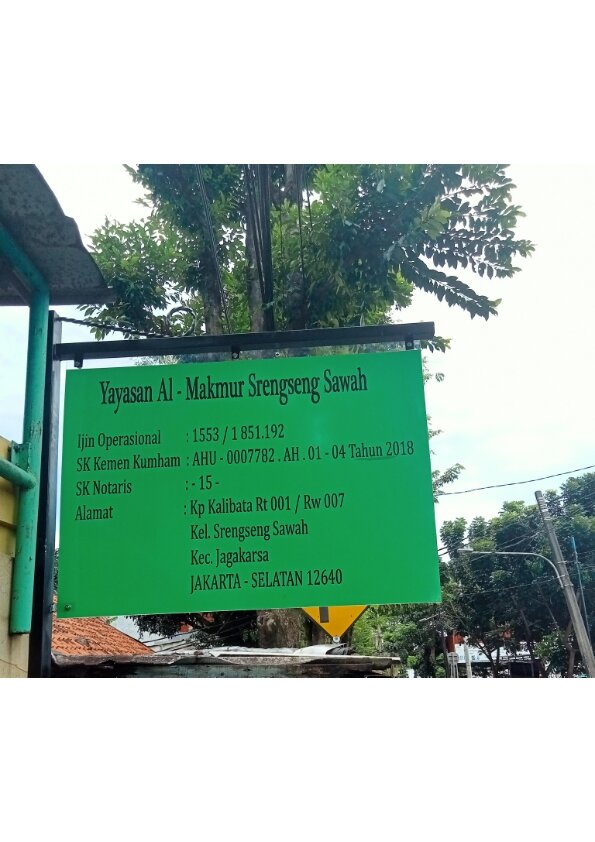 Yayasan Al - Makmur Srengseng Sawah
Ijin Operasional : 1553 / 1 851.192
SK Kemen Kumham : AHU - 0007782 . AH . 01 - 04 Tahun 2018
SK Notaris : - 15 -
Alamat : Kp Kalibata Rt 001 / Rw 007
Kel. Srengseng Sawah
Kec. Jagakarsa
JAKARTA - SELATAN 12640